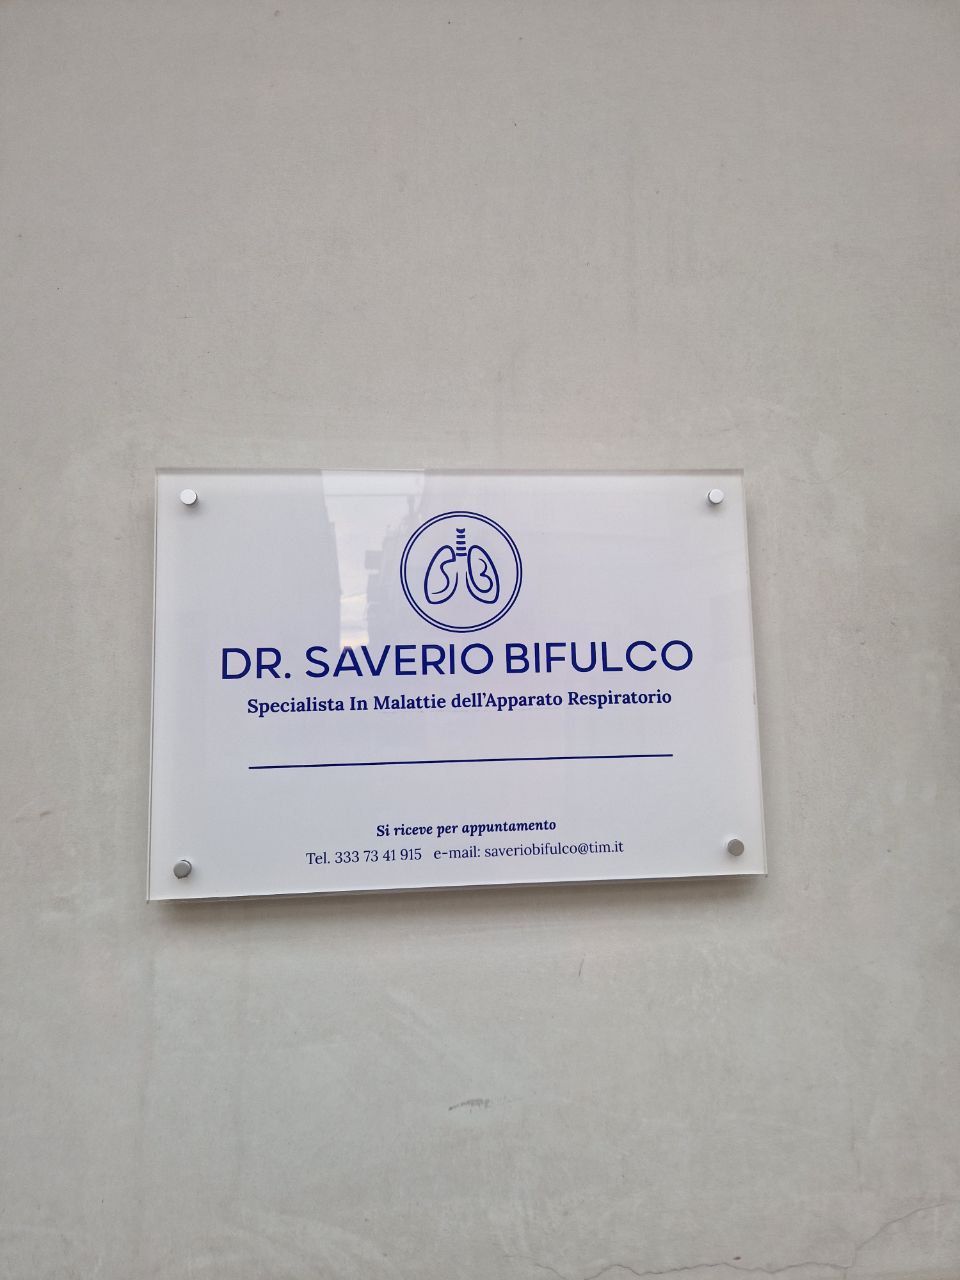 SB
DR. SAVERIO BIFULCO
Specialista In Malattie dell'Apparato Respiratorio
Si riceve per appuntamento
Tel. 333 73 41 915 e-mail: saveriobifulco@tim.it